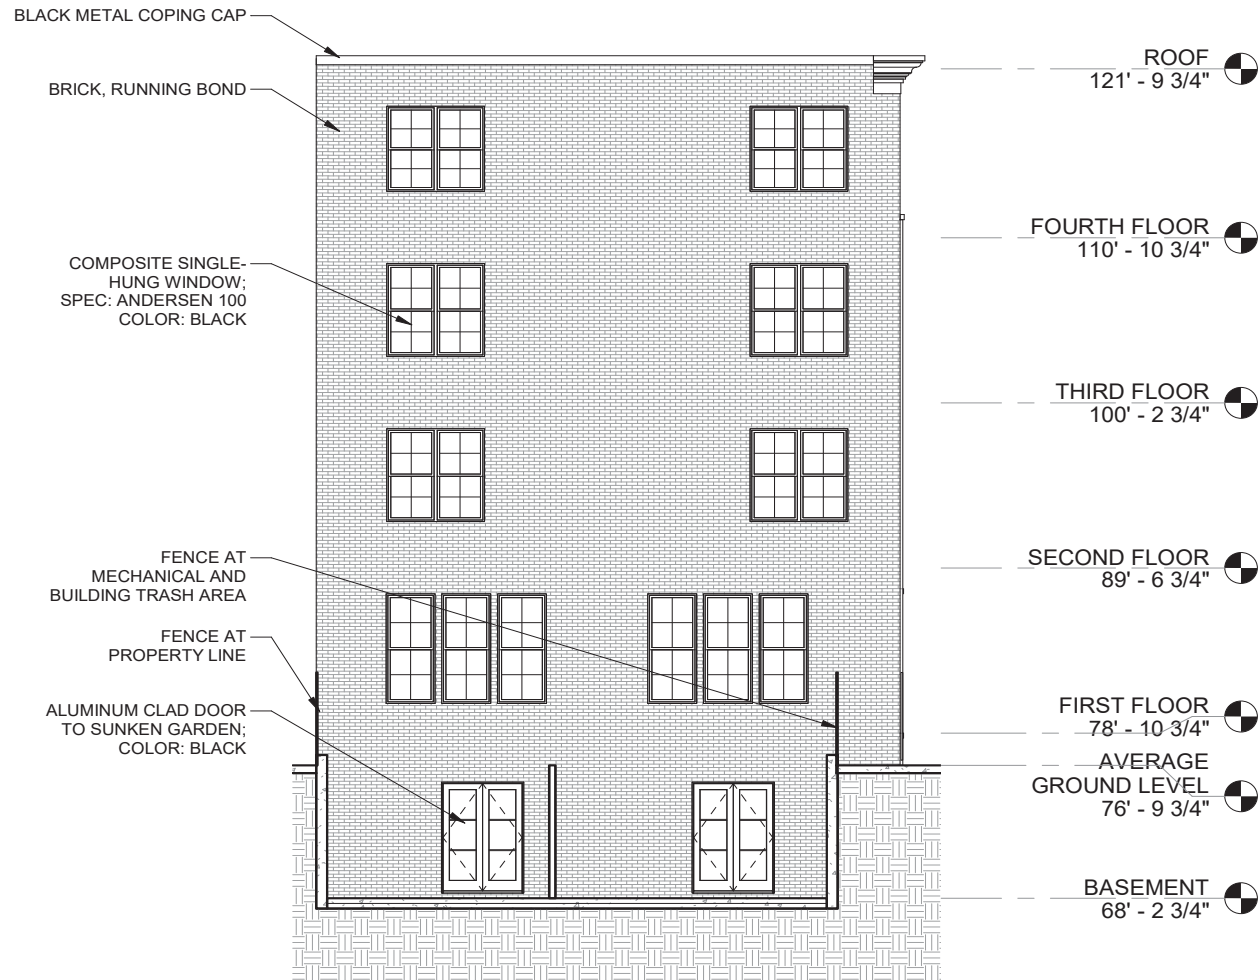 BLACK METAL COPING CAP
BRICK, RUNNING BOND
COMPOSITE SINGLE-
HUNG WINDOW;
SPEC: ANDERSEN 100
COLOR: BLACK
FENCE AT
MECHANICAL AND
BUILDING TRASH AREA
FENCE AT
PROPERTY LINE
ALUMINUM CLAD DOOR
TO SUNKEN GARDEN;
COLOR: BLACK
ROOF
121' - 9 3/4"
FOURTH FLOOR
110' - 10 3/4"
THIRD FLOOR
100' - 2 3/4"
SECOND FLOOR
89' - 6 3/4"
FIRST FLOOR
78' - 10 3/4"
AVERAGE
GROUND LEVEL
76' - 9 3/4"
BASEMENT
68' - 2 3/4"